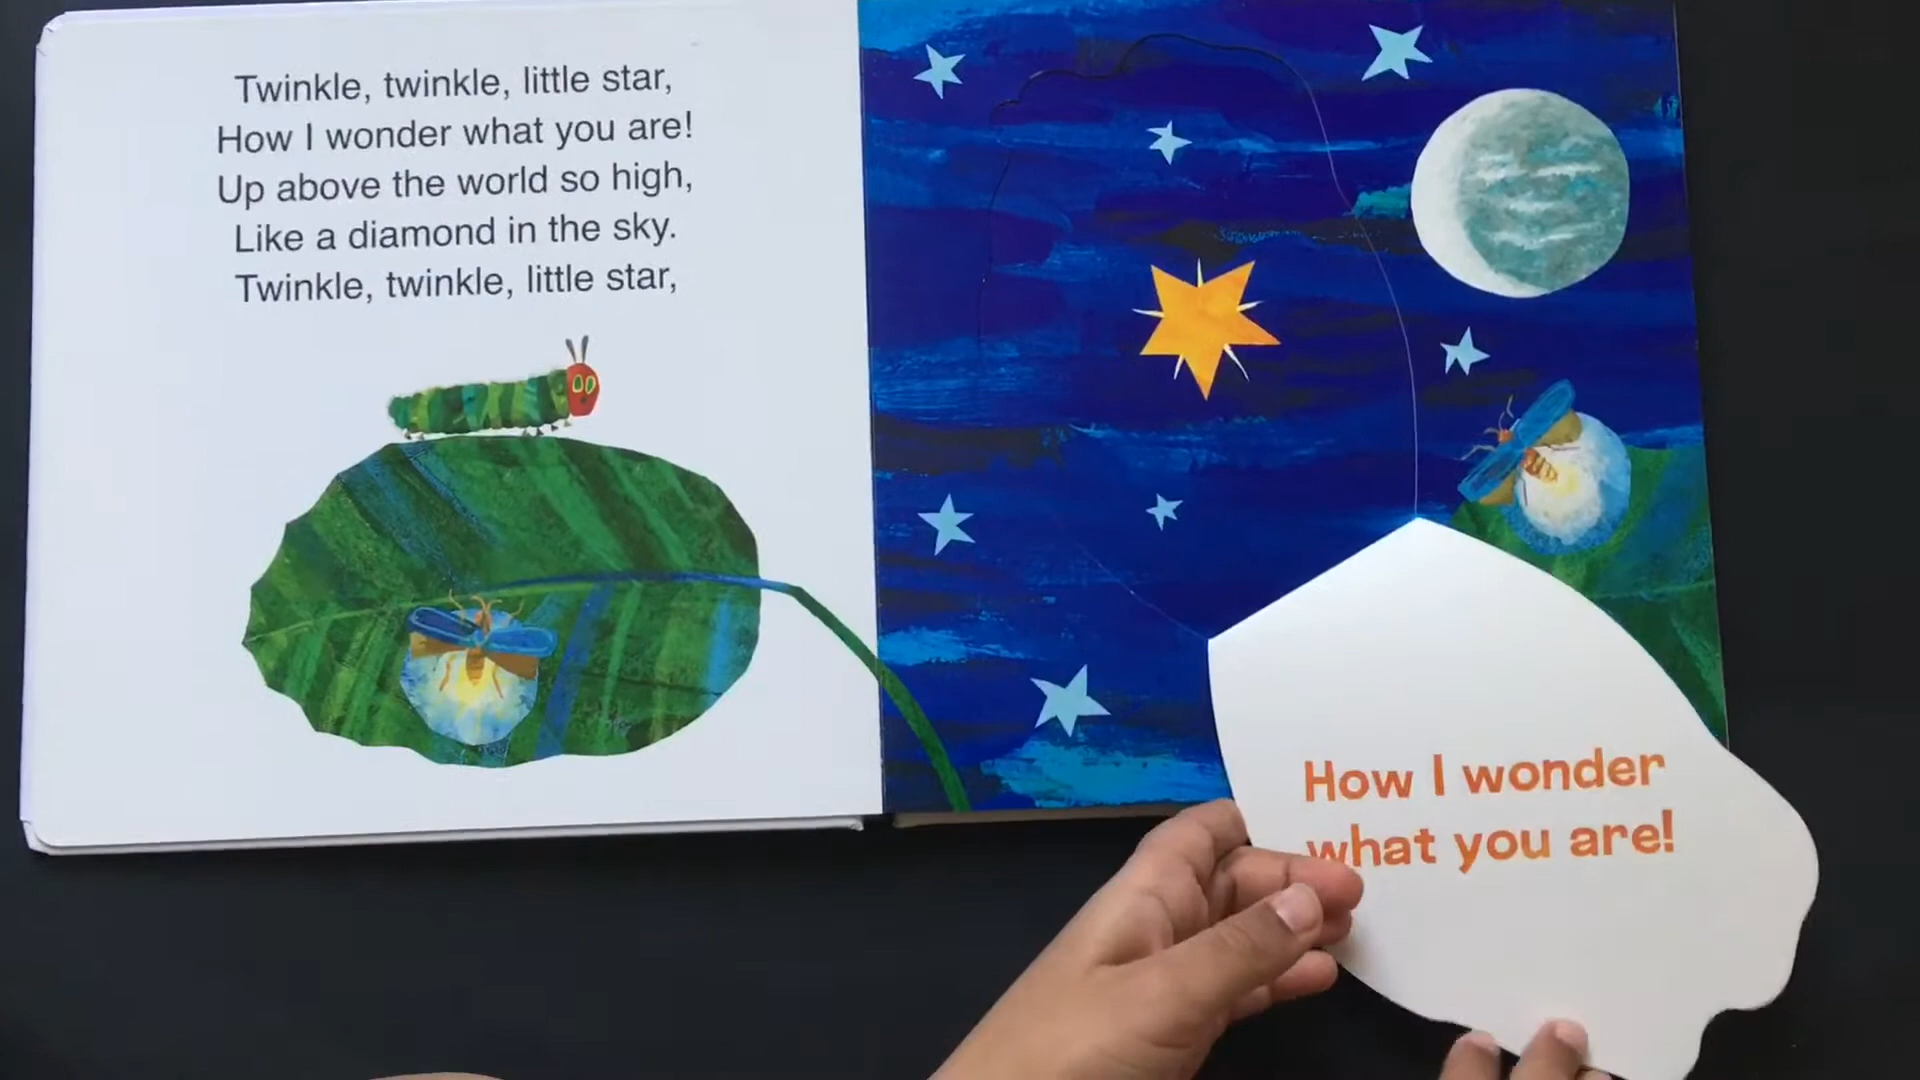 Twinkle, twinkle, little star,
How I wonder what you are!
Up above the world so high,
Like a diamond in the sky.
Twinkle, twinkle, little star,
How I wonder
what you are!